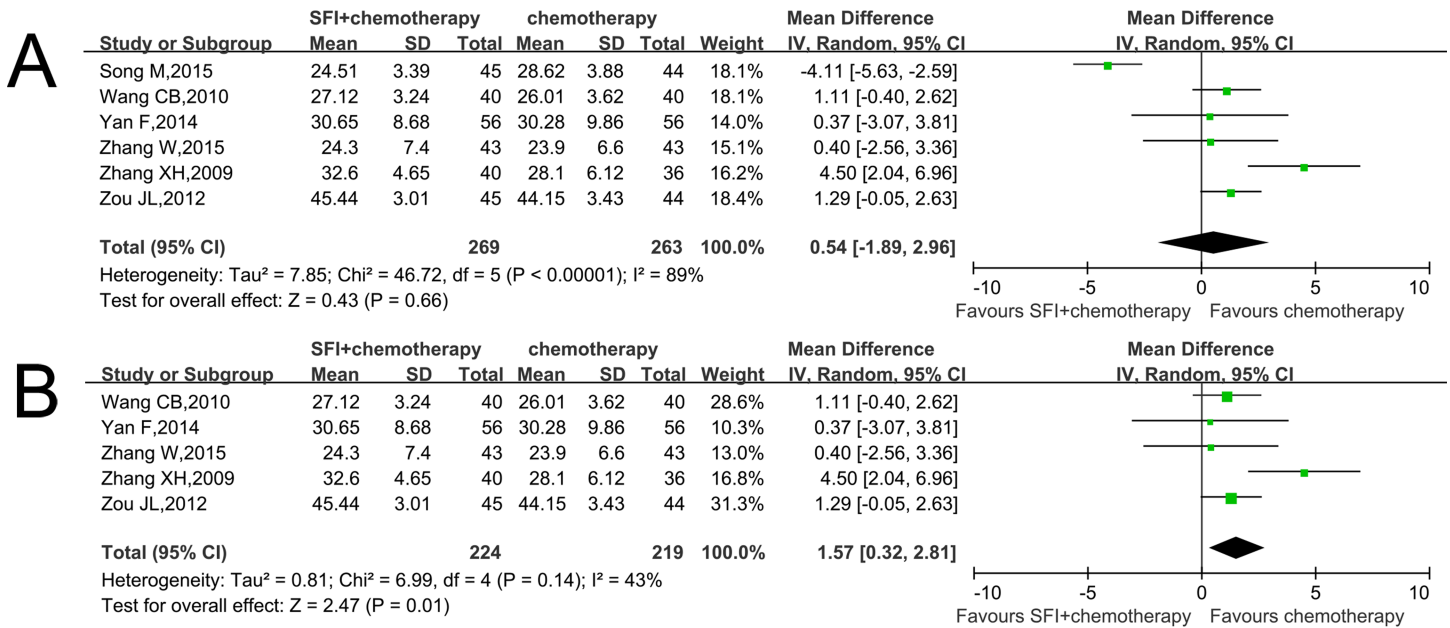 A
SFI+chemotherapy chemotherapy Mean Difference Mean Difference
Study or Subgroup Mean SD Total Mean SD Total Weight IV, Random, 95% CI IV, Random, 95% CI
Song M,2015 24.51 3.39 45 28.62 3.88 44 18.1% -4.11 [-5.63, -2.59]
Wang CB,2010 27.12 3.24 40 26.01 3.62 40 18.1% 1.11 [-0.40, 2.62]
Yan F,2014 30.65 8.68 56 30.28 9.86 56 14.0% 0.37 [-3.07, 3.81]
Zhang W,2015 24.3 7.4 43 23.9 6.6 43 15.1% 0.40 [-2.56, 3.36]
Zhang XH,2009 32.6 4.65 40 28.1 6.12 36 16.2% 4.50 [2.04, 6.96]
Zou JL,2012 45.44 3.01 45 44.15 3.43 44 18.4% 1.29 [-0.05, 2.63]
Total (95% CI) 269 263 100.0% 0.54 [-1.89, 2.96]
Heterogeneity: Tau² = 7.85; Chi² = 46.72, df = 5 (P < 0.00001); I² = 89%
Test for overall effect: Z = 0.43 (P = 0.66)
-10 -5 0 5 10
Favours SFI+chemotherapy Favours chemotherapy
B
SFI+chemotherapy chemotherapy Mean Difference Mean Difference
Study or Subgroup Mean SD Total Mean SD Total Weight IV, Random, 95% CI IV, Random, 95% CI
Wang CB,2010 27.12 3.24 40 26.01 3.62 40 28.6% 1.11 [-0.40, 2.62]
Yan F,2014 30.65 8.68 56 30.28 9.86 56 10.3% 0.37 [-3.07, 3.81]
Zhang W,2015 24.3 7.4 43 23.9 6.6 43 13.0% 0.40 [-2.56, 3.36]
Zhang XH,2009 32.6 4.65 40 28.1 6.12 36 16.8% 4.50 [2.04, 6.96]
Zou JL,2012 45.44 3.01 45 44.15 3.43 44 31.3% 1.29 [-0.05, 2.63]
Total (95% CI) 224 219 100.0% 1.57 [0.32, 2.81]
Heterogeneity: Tau² = 0.81; Chi² = 6.99, df = 4 (P = 0.14); I² = 43%
Test for overall effect: Z = 2.47 (P = 0.01)
-10 -5 0 5 10
Favours SFI+chemotherapy Favours chemotherapy